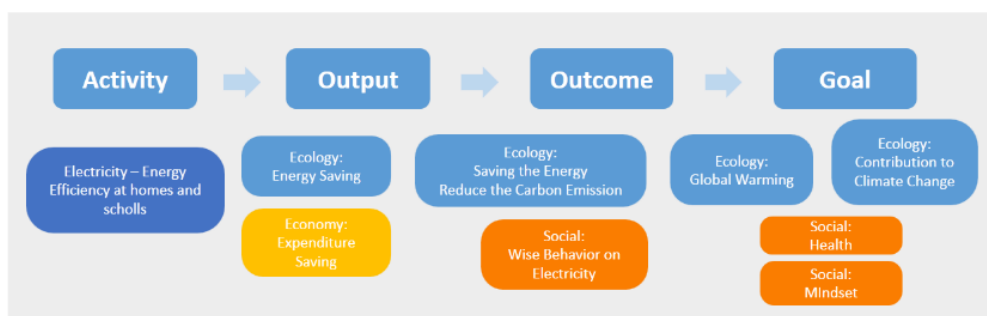 Activity
Output
Outcome
Goal
Electricity – Energy
Efficiency at homes and
scholls
Ecology:
Energy Saving
Economy:
Expenditure
Saving
Ecology:
Saving the Energy
Reduce the Carbon Emission
Social:
Wise Behavior on
Electricity
Ecology:
Global Warming
Ecology:
Contribution to
Climate Change
Social:
Health
Social:
MIndset